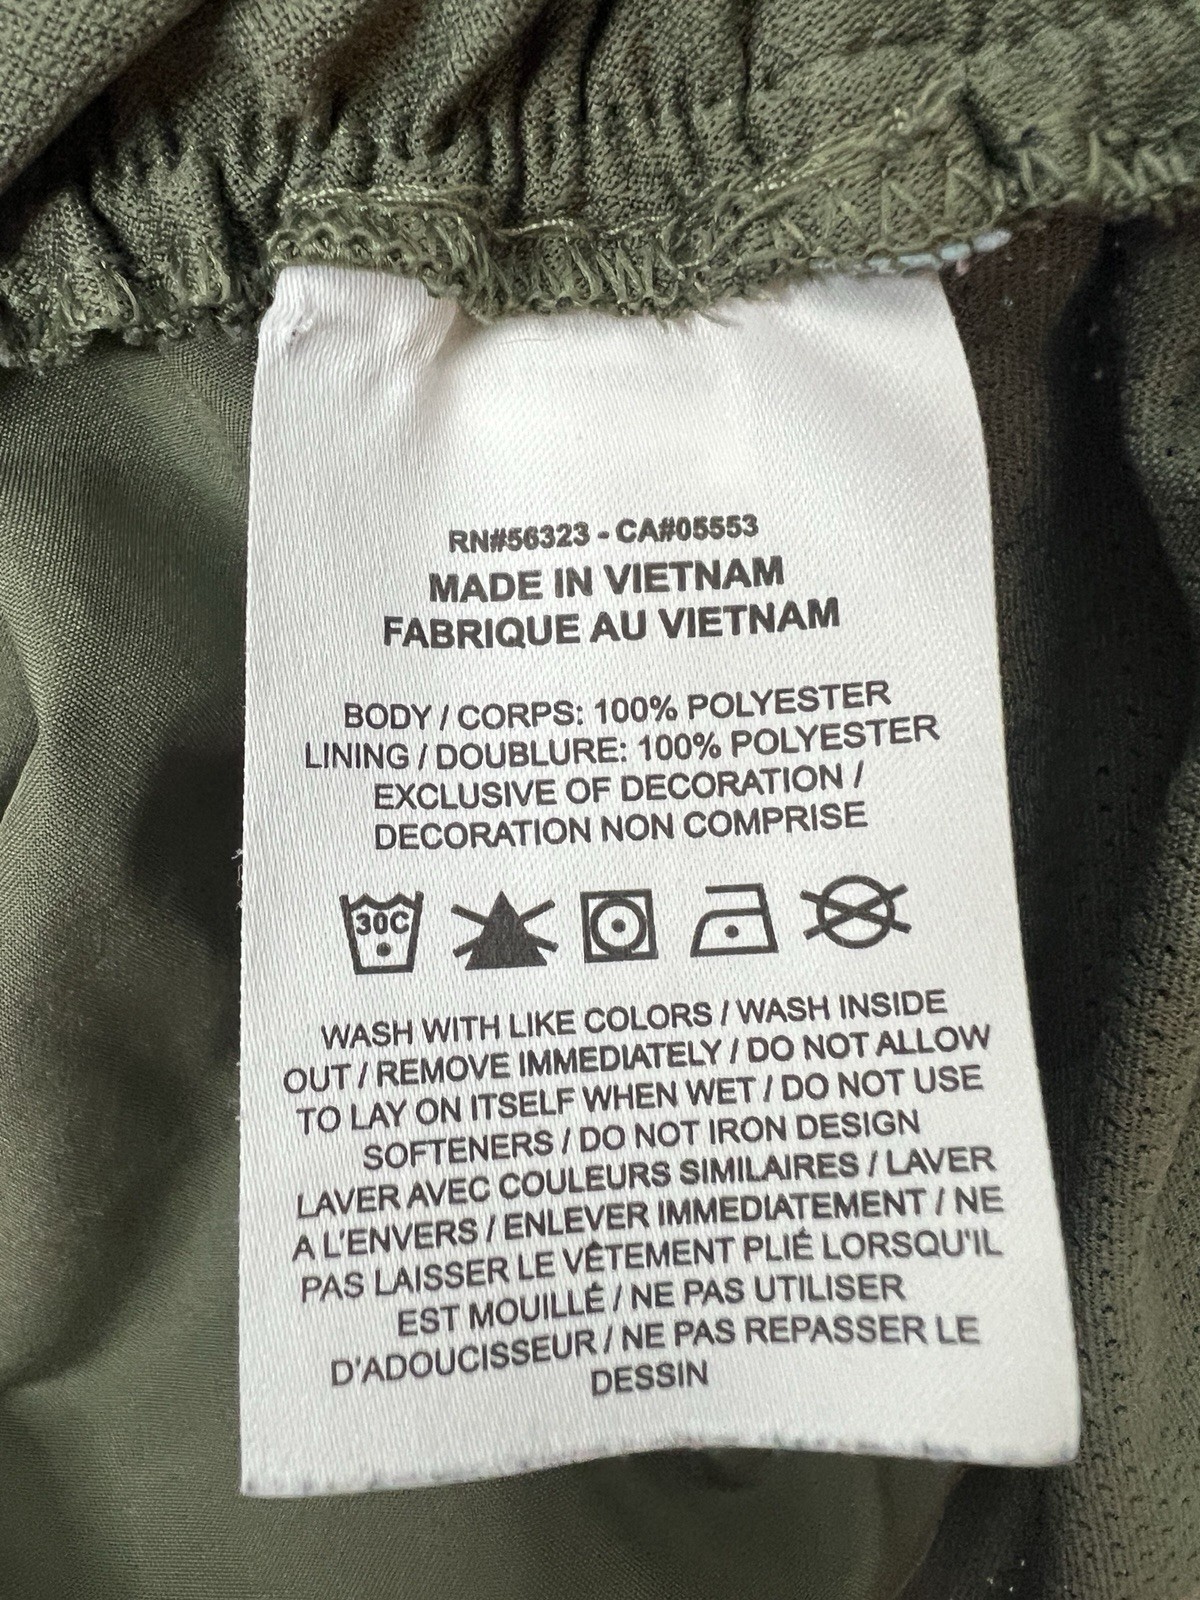 RN#56323 - CA#05553
MADE IN VIETNAM
FABRIQUE AU VIETNAM
BODY / CORPS: 100% POLYESTER
LINING / DOUBLURE: 100% POLYESTER
EXCLUSIVE OF DECORATION /
DECORATION NON COMPRISE
30C
WASH WITH LIKE COLORS / WASH INSIDE
OUT / REMOVE IMMEDIATELY / DO NOT ALLOW
TO LAY ON ITSELF WHEN WET / DO NOT USE
SOFTENERS / DO NOT IRON DESIGN
LAVER AVEC COULEURS SIMILAIRES / LAVER
A L'ENVERS / ENLEVER IMMEDIATEMENT / NE
PAS LAISSER LE VÊTEMENT PLIÉ LORSQU'IL
EST MOUILLÉ / NE PAS UTILISER
D'ADOUCISSEUR / NE PAS REPASSER LE
DESSIN